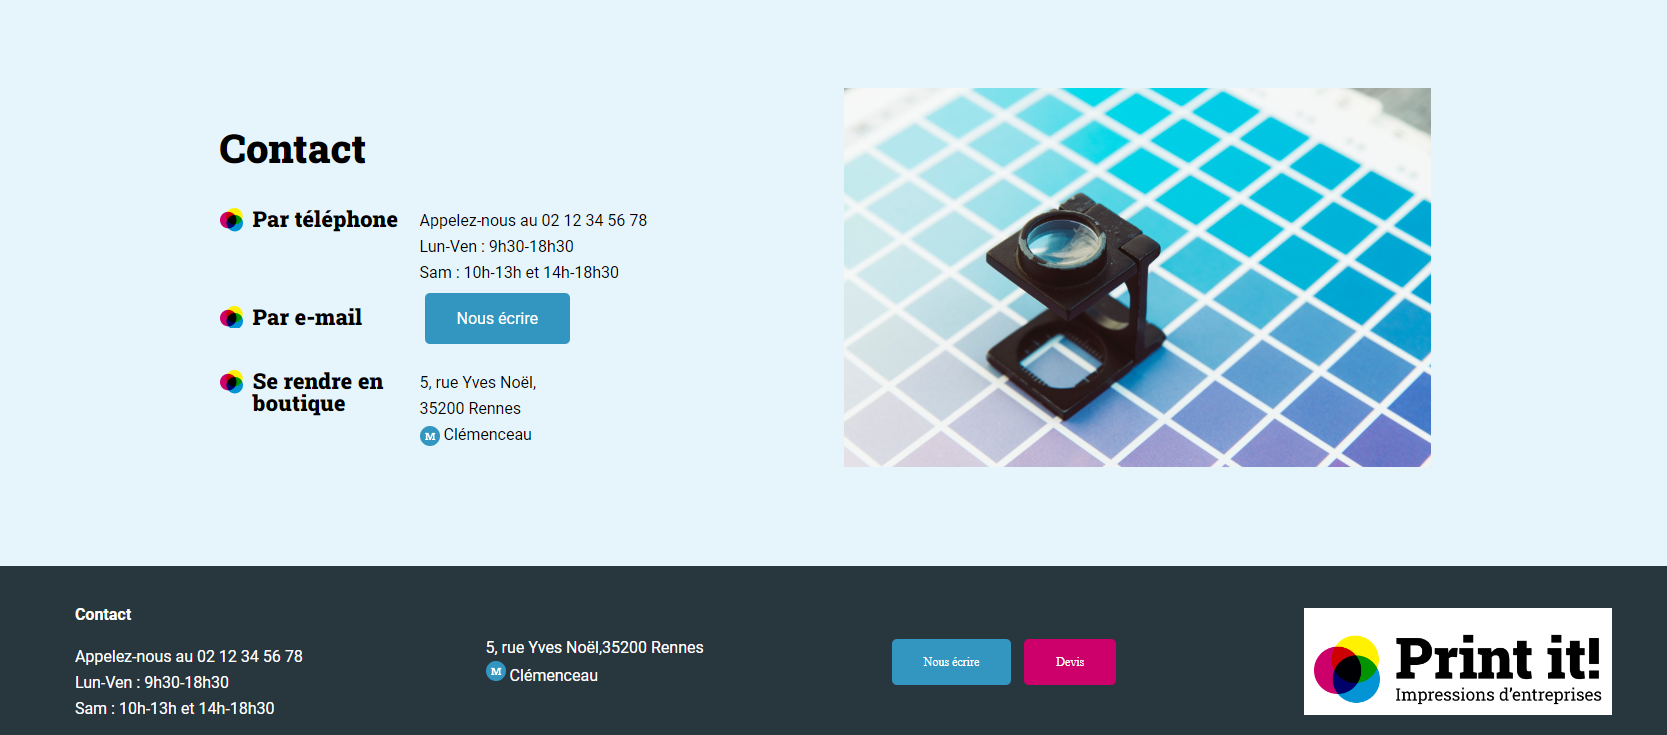 Contact
Par téléphone
Appelez-nous au 02 12 34 56 78
Lun-Ven : 9h30-18h30
Sam : 10h-13h et 14h-18h30
Par e-mail
Nous écrire
Se rendre en
boutique
5, rue Yves Noël,
35200 Rennes
M Clémenceau
Contact
Appelez-nous au 02 12 34 56 78
Lun-Ven : 9h30-18h30
Sam : 10h-13h et 14h-18h30
5, rue Yves Noël,35200 Rennes
M Clémenceau
Nous écrire
Devis
Print it!
Impressions d'entreprises